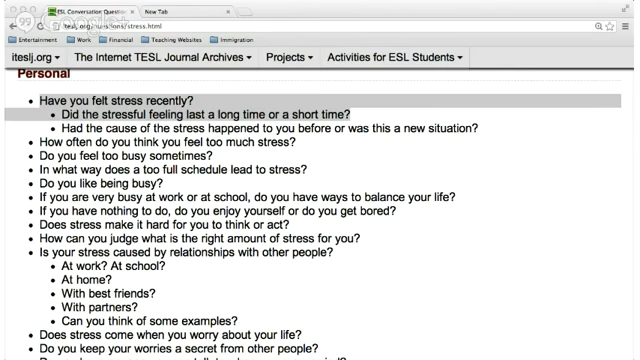 ESL Conversation Question
New Tab
iteslj.org/questions/stress.html
Entertainment
Work
Financial
Teaching Websites
Immigration
iteslj.org
The Internet TESL Journal Archives
Projects
Activities for ESL Students
Personal
Have you felt stress recently?
Did the stressful feeling last a long time or a short time?
Had the cause of the stress happened to you before or was this a new situation?
How often do you think you feel too much stress?
Do you feel too busy sometimes?
In what way does a too full schedule lead to stress?
Do you like being busy?
If you are very busy at work or at school, do you have ways to balance your life?
If you have nothing to do, do you enjoy yourself or do you get bored?
Does stress make it hard for you to think or act?
How can you judge what is the right amount of stress for you?
Is your stress caused by relationships with other people?
At work? At school?
At home?
With best friends?
With partners?
Can you think of some examples?
Does stress come when you worry about your life?
Do you keep your worries a secret from other people?